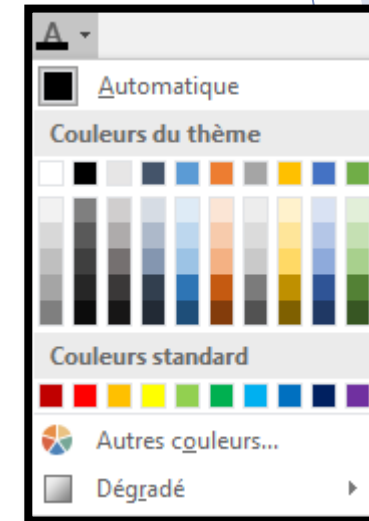 A
Automatique
Couleurs du thème
Couleurs standard
Autres couleurs...
Dégradé